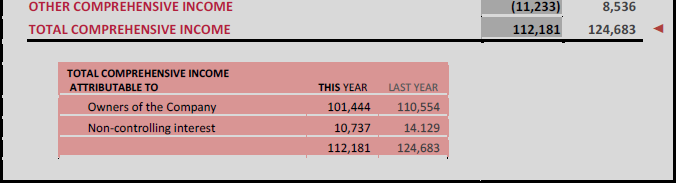 OTHER COMPREHENSIVE INCOME (11,233) 8,536
TOTAL COMPREHENSIVE INCOME 112,181 124,683
TOTAL COMPREHENSIVE INCOME
ATTRIBUTABLE TO THIS YEAR LAST YEAR
Owners of the Company 101,444 110,554
Non-controlling interest 10,737 14.129
112,181 124,683